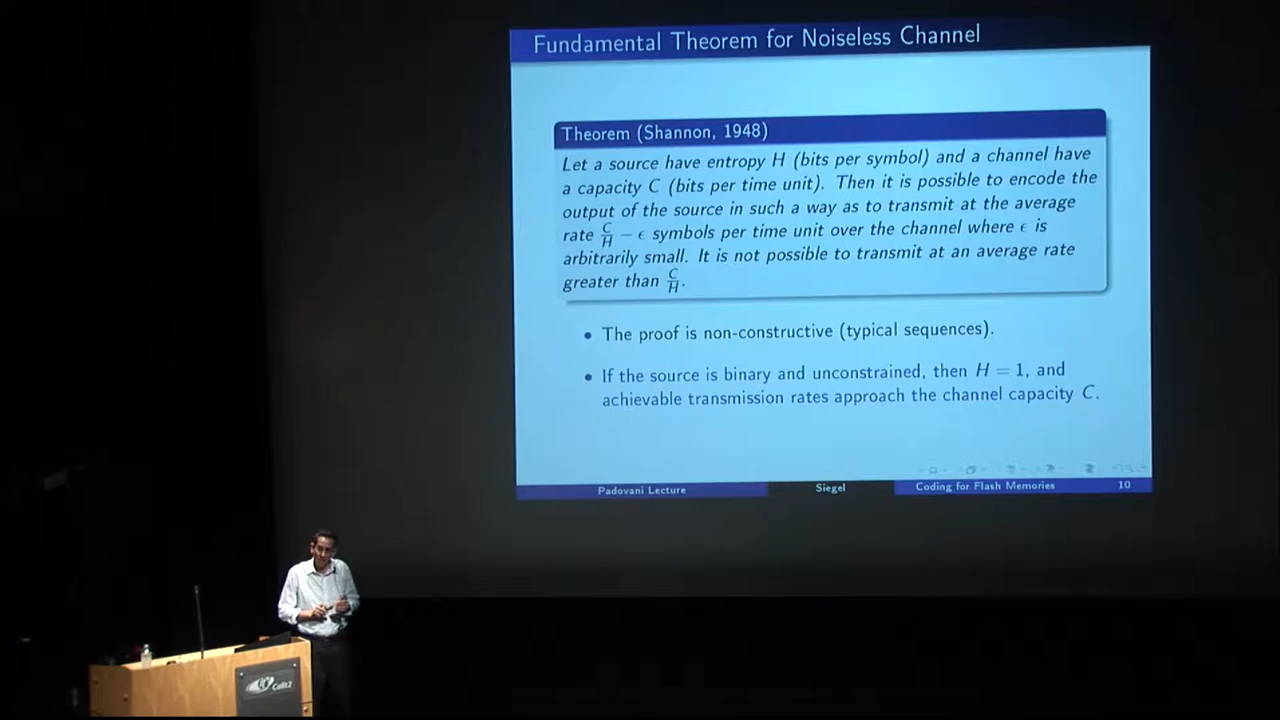 Fundamental Theorem for Noiseless Channel
Theorem (Shannon, 1948)
Let a source have entropy H (bits per symbol) and a channel have
a capacity C (bits per time unit). Then it is possible to encode the
output of the source in such a way as to transmit at the average
rate C/H − ϵ symbols per time unit over the channel where ϵ is
arbitrarily small. It is not possible to transmit at an average rate
greater than C/H.
• The proof is non-constructive (typical sequences).
• If the source is binary and unconstrained, then H = 1, and
achievable transmission rates approach the channel capacity C.
Padovani Lecture Siegel Coding for Flash Memories 10
Calit2